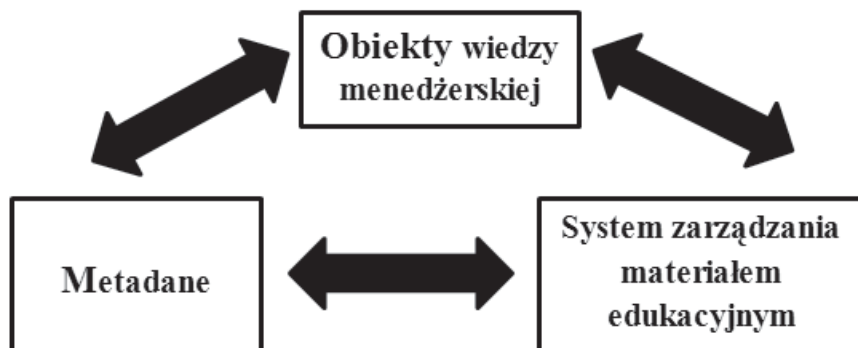 Obiekty wiedzy
menedżerskiej
Metadane
System zarządzania
materiałem
edukacyjnym